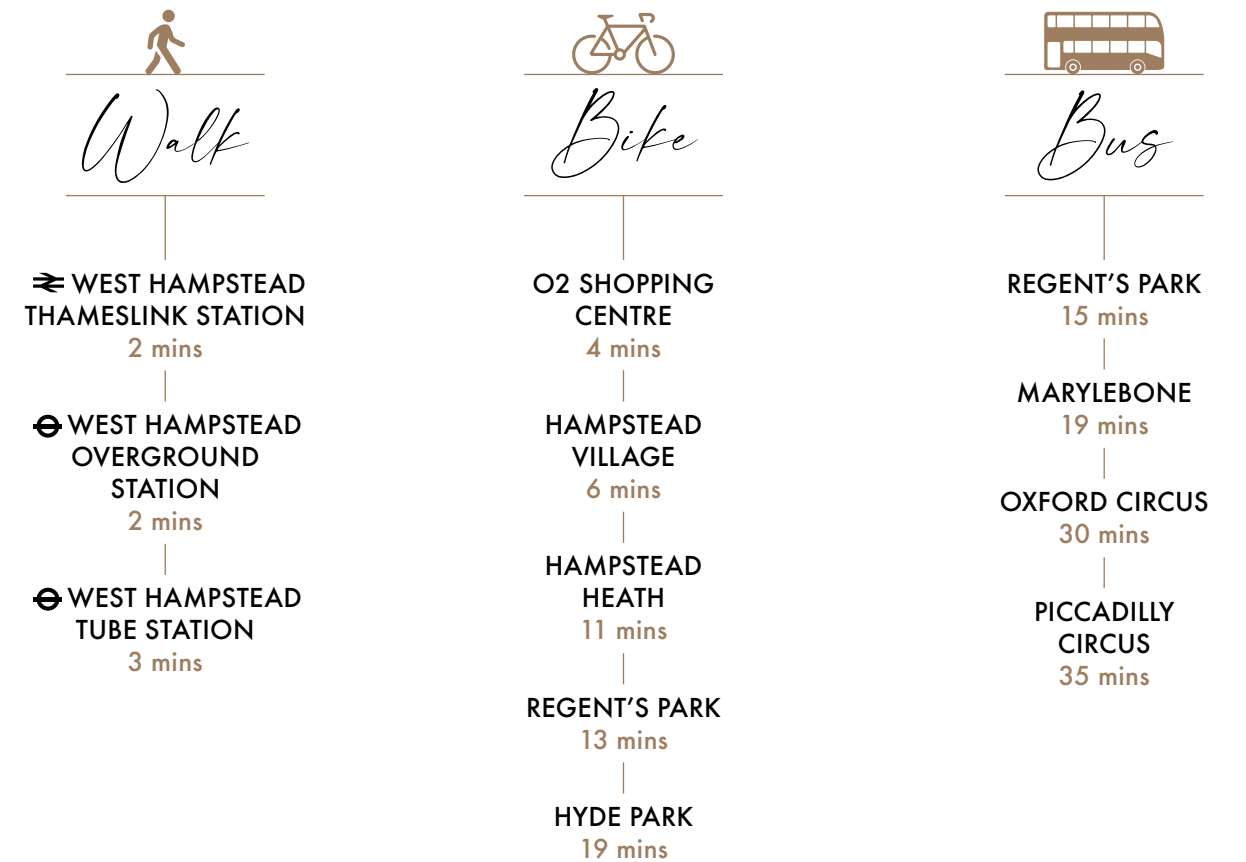 Walk
WEST HAMPSTEAD
THAMESLINK STATION
2 mins
WEST HAMPSTEAD
OVERGROUND
STATION
2 mins
WEST HAMPSTEAD
TUBE STATION
3 mins
Bike
O2 SHOPPING
CENTRE
4 mins
HAMPSTEAD
VILLAGE
6 mins
HAMPSTEAD
HEATH
11 mins
REGENT’S PARK
13 mins
HYDE PARK
19 mins
Bus
REGENT’S PARK
15 mins
MARYLEBONE
19 mins
OXFORD CIRCUS
30 mins
PICCADILLY
CIRCUS
35 mins